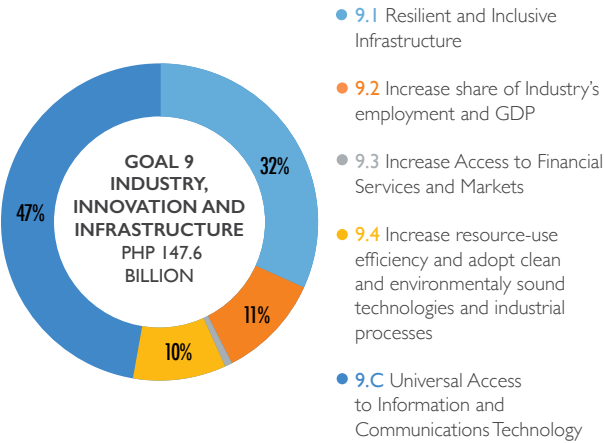 GOAL 9
INDUSTRY,
INNOVATION AND
INFRASTRUCTURE
PHP 147.6
BILLION
32%
11%
10%
47%
9.1 Resilient and Inclusive
Infrastructure
9.2 Increase share of Industry's
employment and GDP
9.3 Increase Access to Financial
Services and Markets
9.4 Increase resource-use
efficiency and adopt clean
and environmentaly sound
technologies and industrial
processes
9.C Universal Access
to Information and
Communications Technology